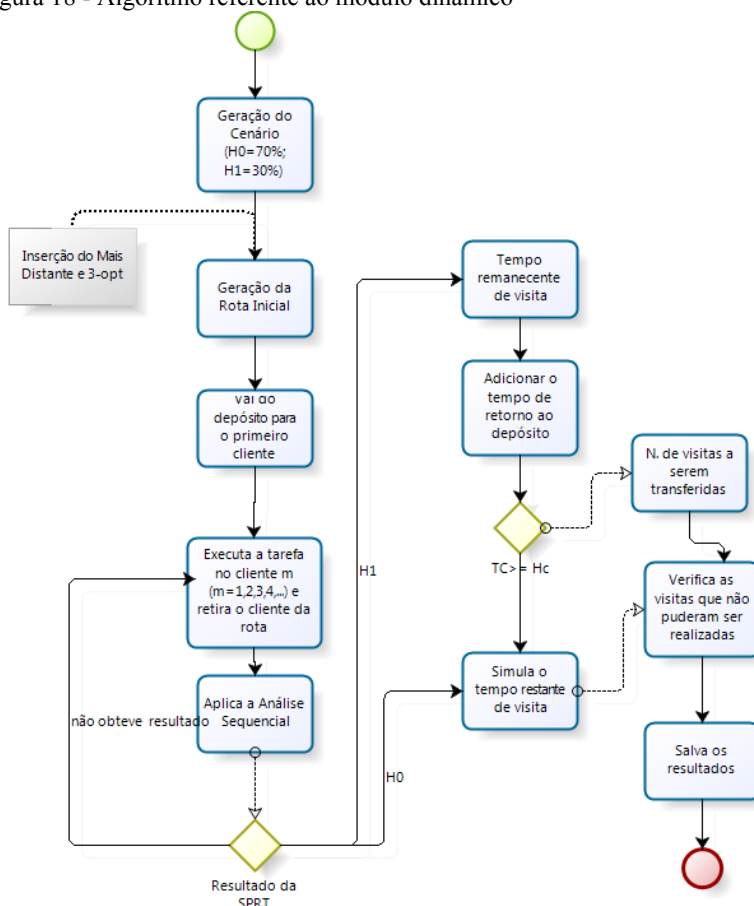 gura 18 - Algoritmo referente ao módulo dinâmico
Geração do
Cenário
(H0=70%;
H1=30%)
Inserção do Mais
Distante e 3-opt
Geração da
Rota Inicial
Vai do
depósito para
o primeiro
cliente
Executa a tarefa
no cliente m
(m=1,2,3,4,...) e
retira o cliente da
rota
Aplica a Análise
Sequencial
não obteve resultado
Resultado da
SPRT
H1
H0
Tempo
remanecente
de visita
Adicionar o
tempo de
retorno ao
depósito
TC>= Hc
Simula o
tempo restante
de visita
N. de visitas a
serem
transferidas
Verifica as
visitas que não
puderam ser
realizadas
Salva os
resultados